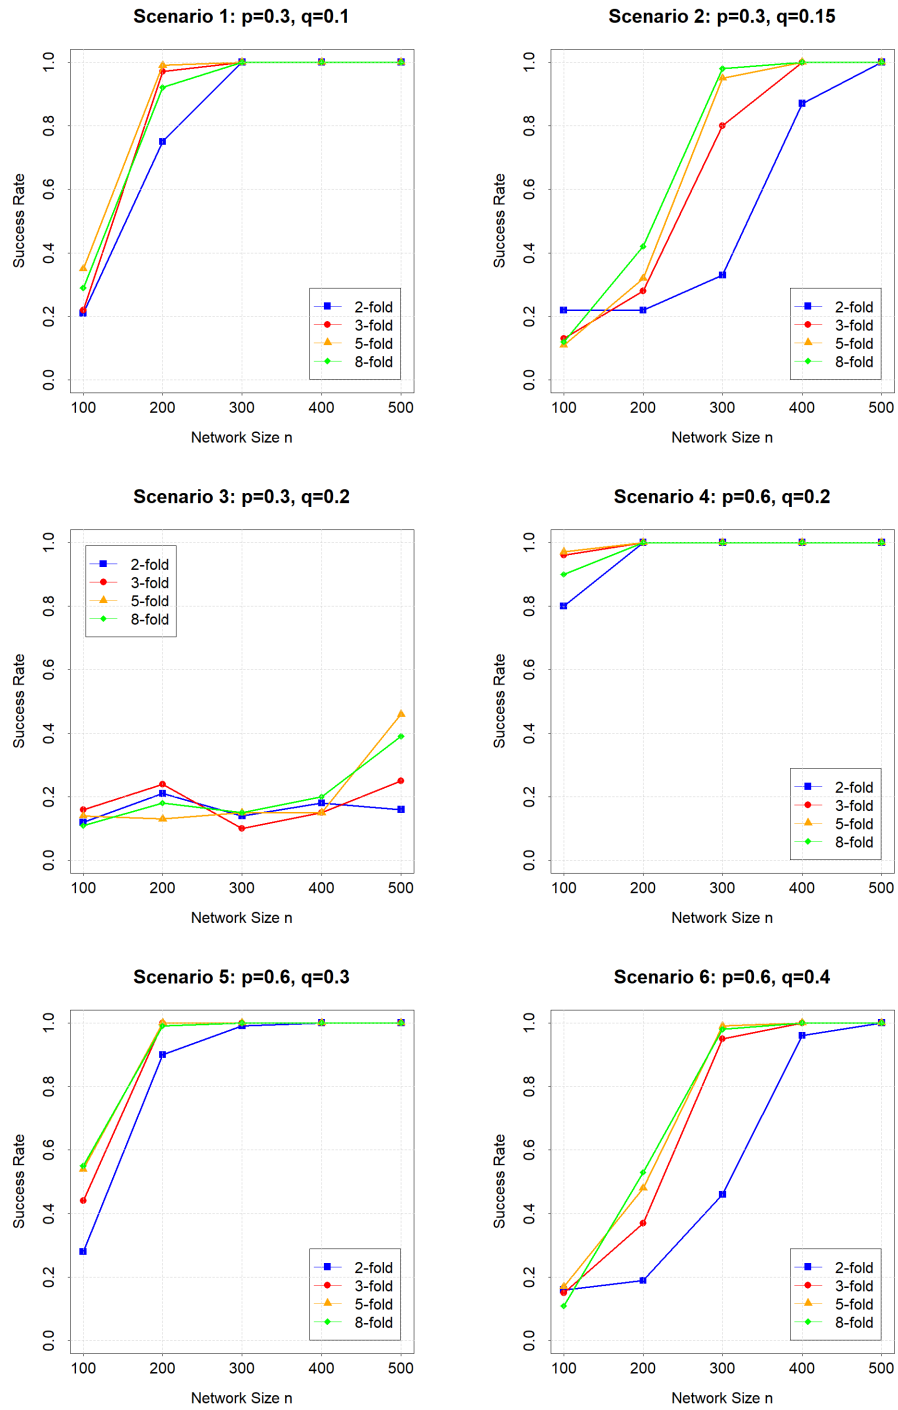 Scenario 1: p=0.3, q=0.1
Success Rate
1.0
0.8
0.6
0.4
0.2
0.0
2-fold
3-fold
5-fold
8-fold
100 200 300 400 500
Network Size n
Scenario 2: p=0.3, q=0.15
Success Rate
1.0
0.8
0.6
0.4
0.2
0.0
2-fold
3-fold
5-fold
8-fold
100 200 300 400 500
Network Size n
Scenario 3: p=0.3, q=0.2
Success Rate
1.0
0.8
0.6
0.4
0.2
0.0
2-fold
3-fold
5-fold
8-fold
100 200 300 400 500
Network Size n
Scenario 4: p=0.6, q=0.2
Success Rate
1.0
0.8
0.6
0.4
0.2
0.0
2-fold
3-fold
5-fold
8-fold
100 200 300 400 500
Network Size n
Scenario 5: p=0.6, q=0.3
Success Rate
1.0
0.8
0.6
0.4
0.2
0.0
2-fold
3-fold
5-fold
8-fold
100 200 300 400 500
Network Size n
Scenario 6: p=0.6, q=0.4
Success Rate
1.0
0.8
0.6
0.4
0.2
0.0
2-fold
3-fold
5-fold
8-fold
100 200 300 400 500
Network Size n